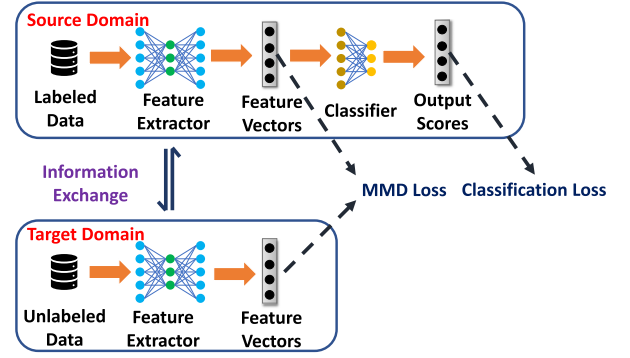 Source Domain
Labeled
Data
Feature
Extractor
Feature
Vectors
Classifier
Output
Scores
Information
Exchange
MMD Loss
Classification Loss
Target Domain
Unlabeled
Data
Feature
Extractor
Feature
Vectors